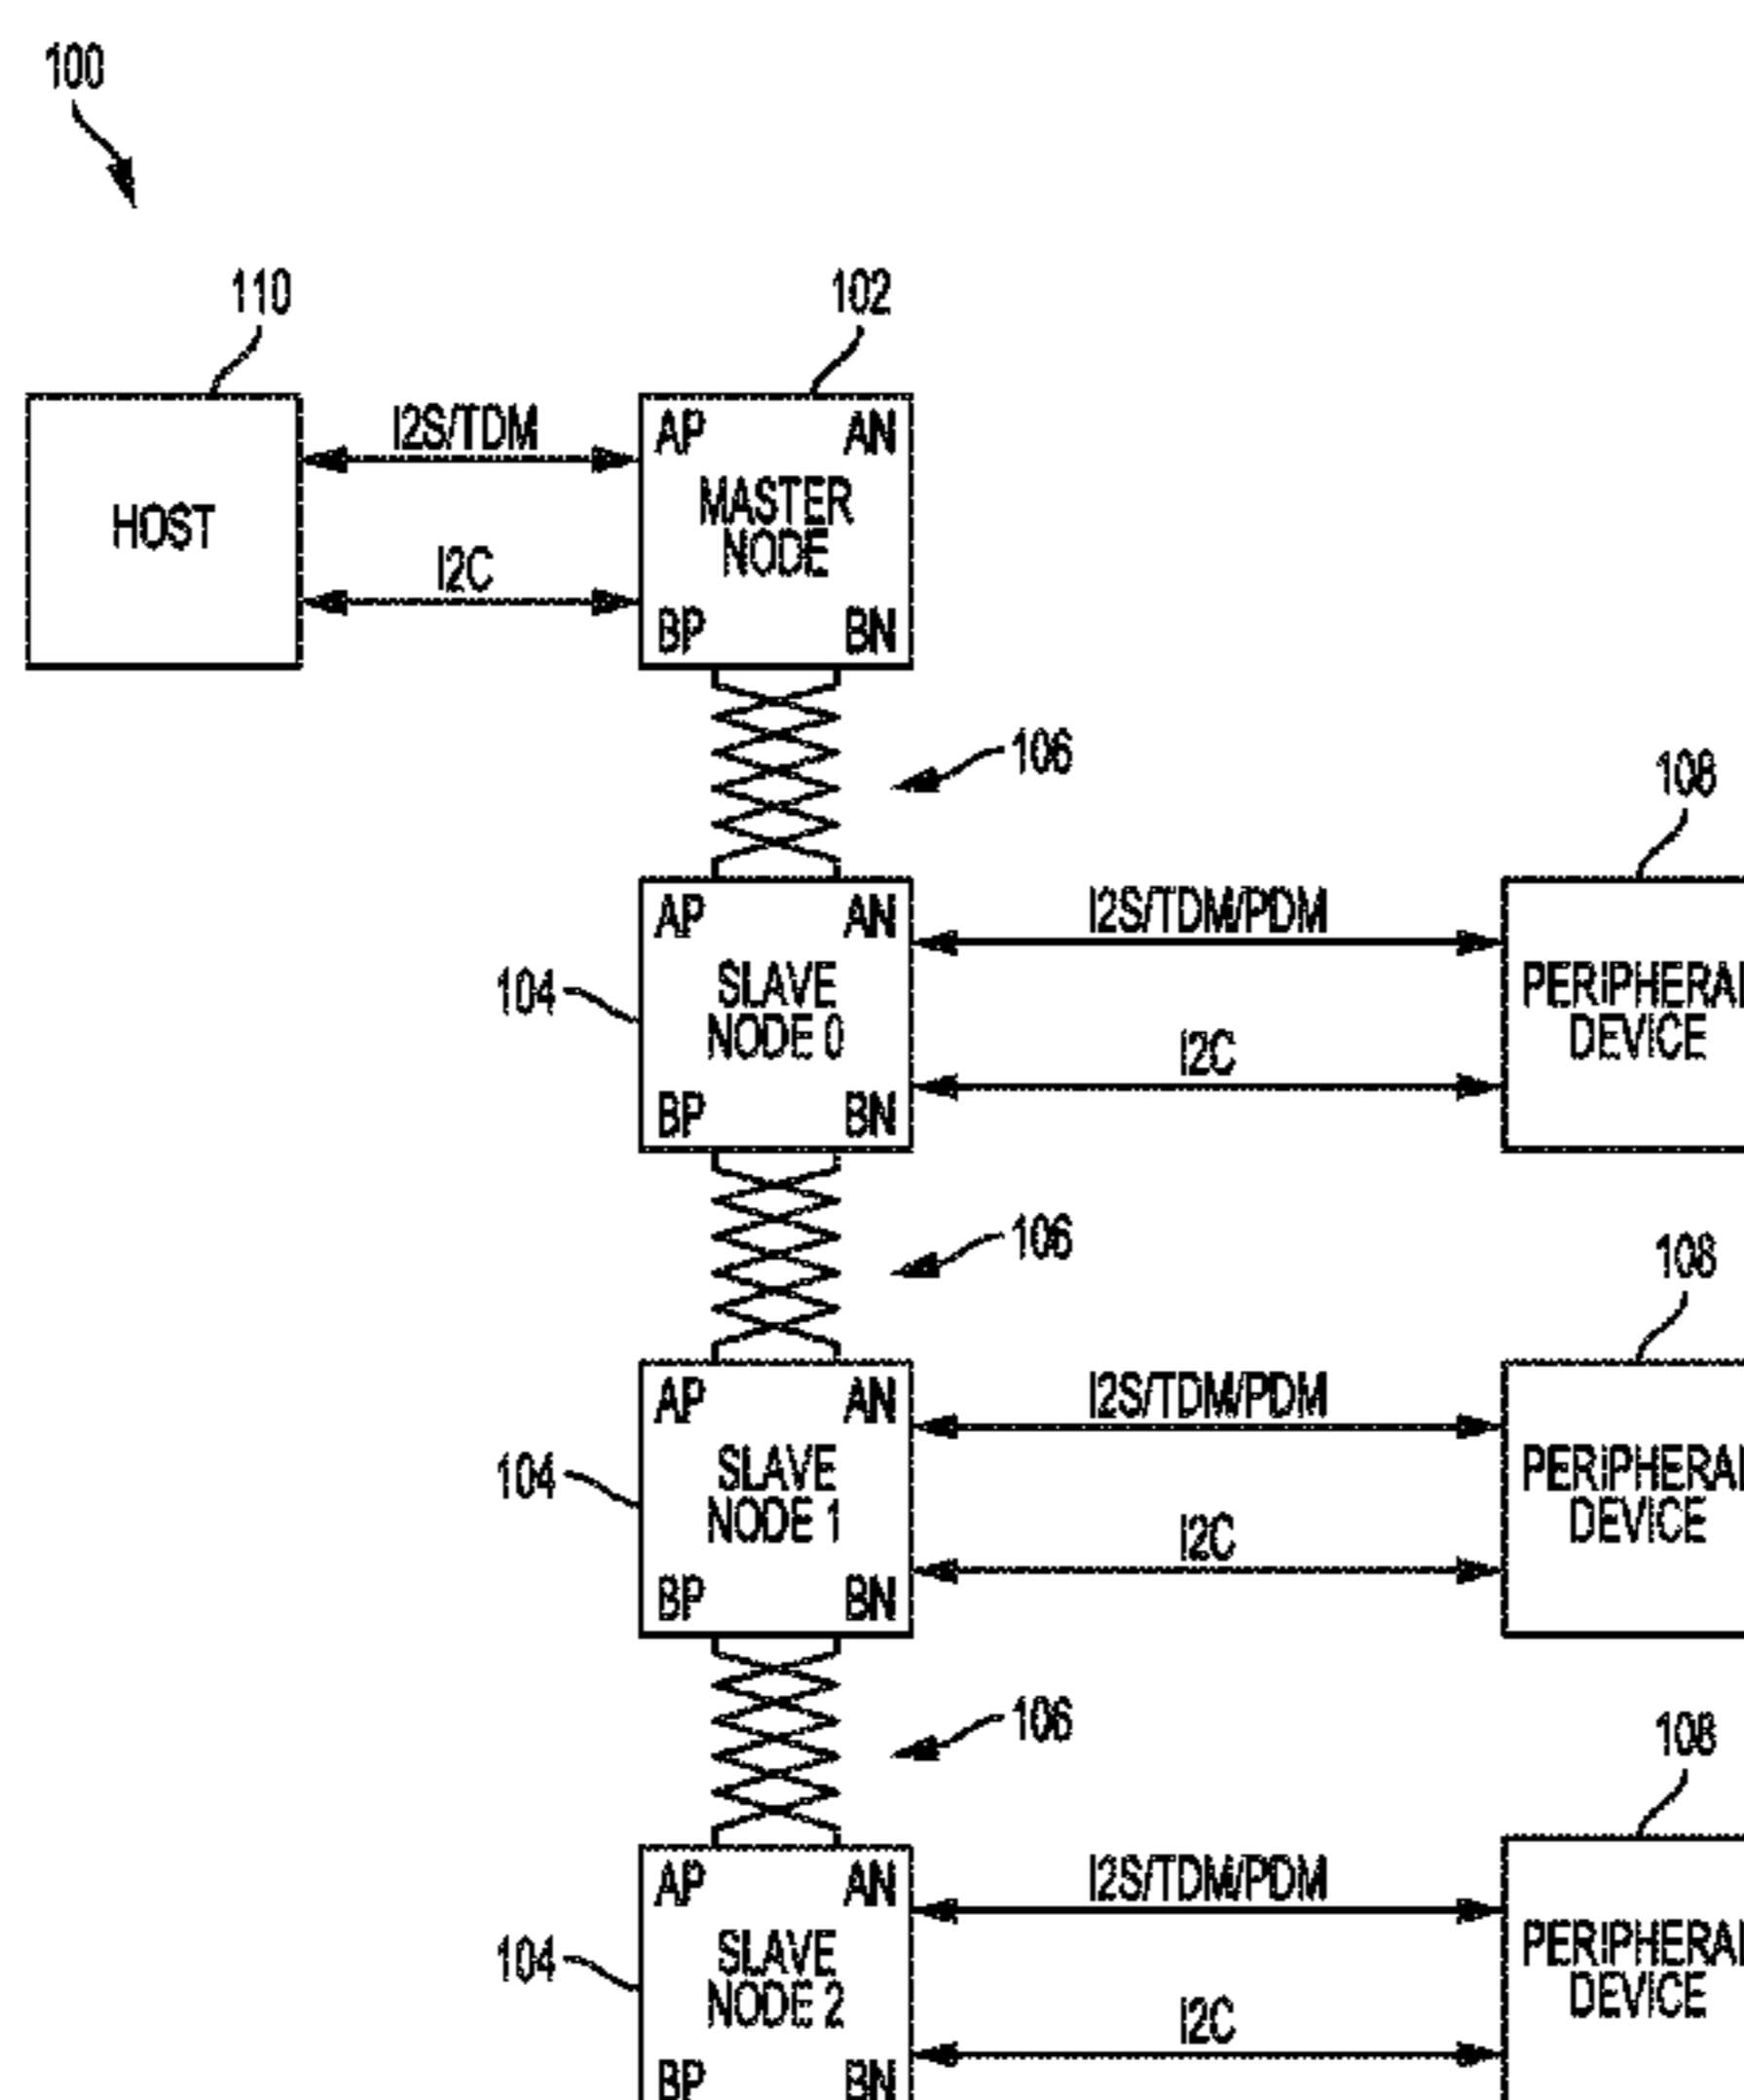 100
110
102
I2S/TDM
AP AN
HOST
MASTER
NODE
I2C
BP BN
106
108
AP AN
I2S/TDM/PDM
104
SLAVE
NODE 0
PERIPHERAL
DEVICE
I2C
BP BN
106
108
AP AN
I2S/TDM/PDM
104
SLAVE
NODE 1
PERIPHERAL
DEVICE
I2C
BP BN
106
108
AP AN
I2S/TDM/PDM
104
SLAVE
NODE 2
PERIPHERAL
DEVICE
I2C
BP BN